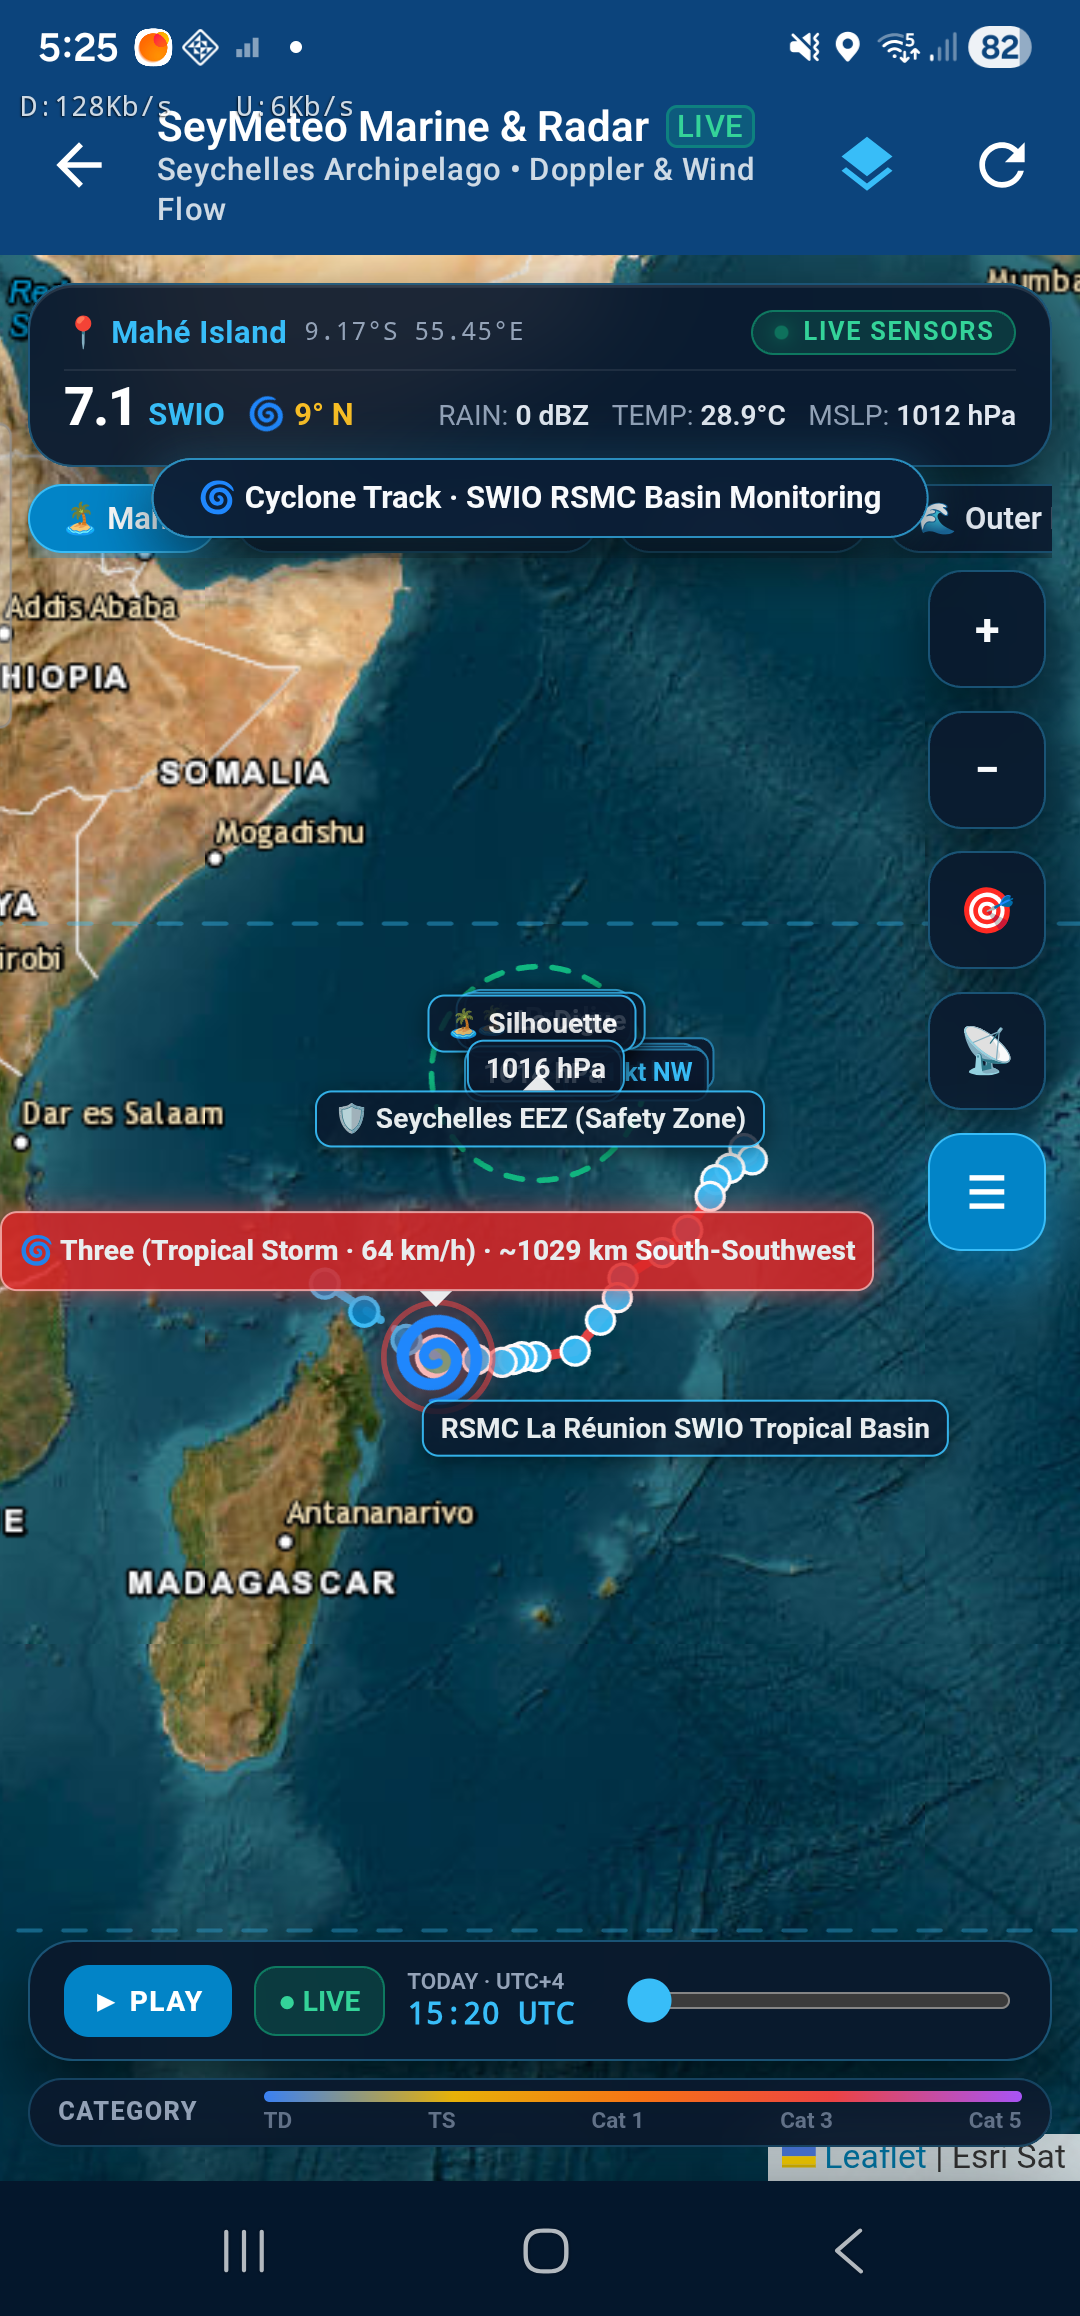 5:25
82
D:128Kb/s U:6Kb/s
SeyMeteo Marine & Radar LIVE
Seychelles Archipelago • Doppler & Wind
Flow
Mahé Island 9.17°S 55.45°E
LIVE SENSORS
7.1 SWIO 9° N RAIN: 0 dBZ TEMP: 28.9°C MSLP: 1012 hPa
Cyclone Track · SWIO RSMC Basin Monitoring
Outer
Addis Ababa
HIOPIA
+
−
SOMALIA
Mogadishu
YA
irobi
Silhouette
1016 hPa
kt NW
Dar es Salaam
Seychelles EEZ (Safety Zone)
Three (Tropical Storm · 64 km/h) · ~1029 km South-Southwest
RSMC La Réunion SWIO Tropical Basin
E
Antananarivo
MADAGASCAR
▶ PLAY
● LIVE
TODAY · UTC+4
15:20 UTC
CATEGORY
TD TS Cat 1 Cat 3 Cat 5
Leaflet | Esri Sat